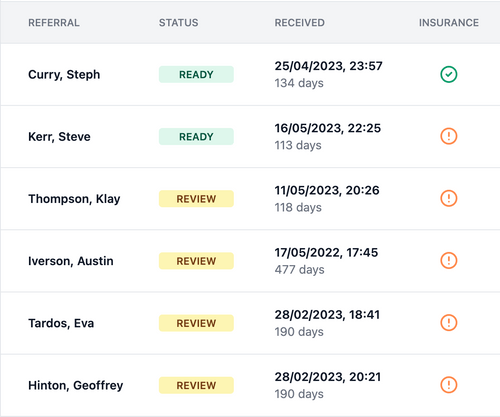 REFERRAL STATUS RECEIVED INSURANCE
Curry, Steph READY 25/04/2023, 23:57
134 days
Kerr, Steve READY 16/05/2023, 22:25
113 days
Thompson, Klay REVIEW 11/05/2023, 20:26
118 days
Iverson, Austin REVIEW 17/05/2022, 17:45
477 days
Tardos, Eva REVIEW 28/02/2023, 18:41
190 days
Hinton, Geoffrey REVIEW 28/02/2023, 20:21
190 days